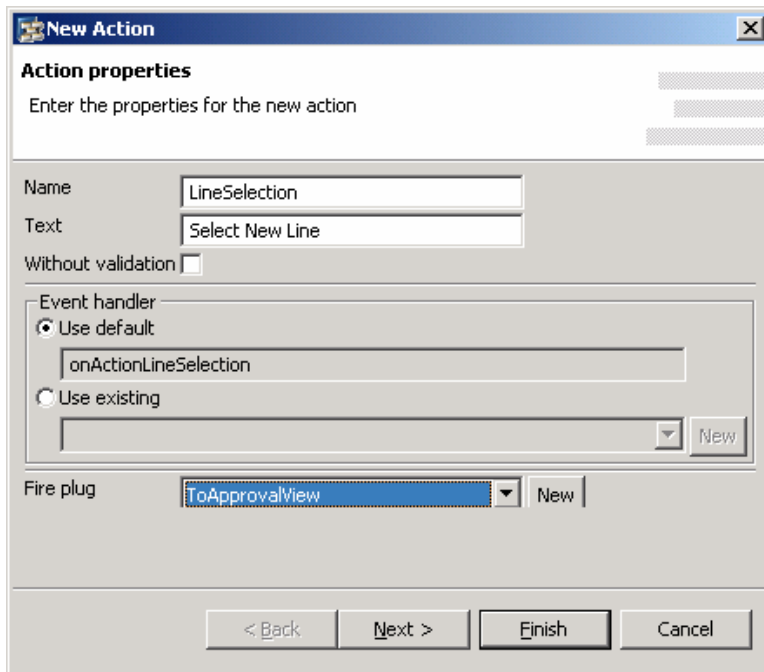 New Action
Action properties
Enter the properties for the new action
Name LineSelection
Text Select New Line
Without validation
Event handler
Use default
onActionLineSelection
Use existing
New
Fire plug ToApprovalView New
< Back Next > Finish Cancel